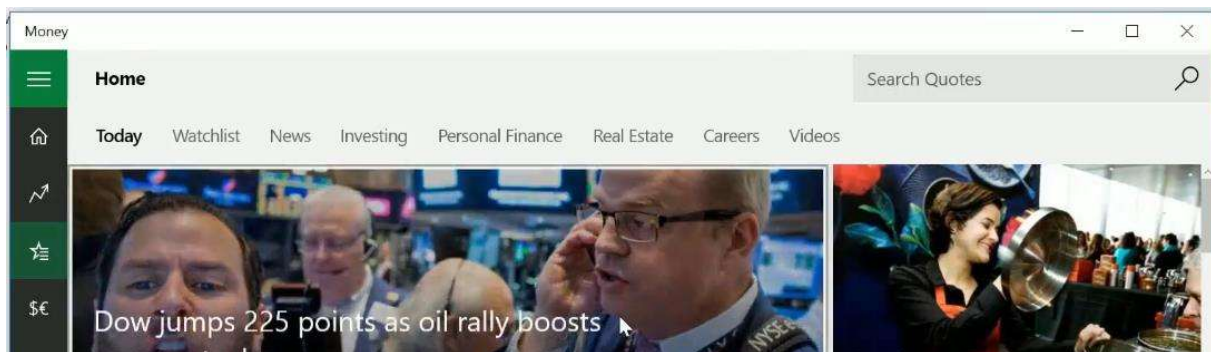 Money
Home
Search Quotes
Today Watchlist News Investing Personal Finance Real Estate Careers Videos
$€
Dow jumps 225 points as oil rally boosts
NYSE